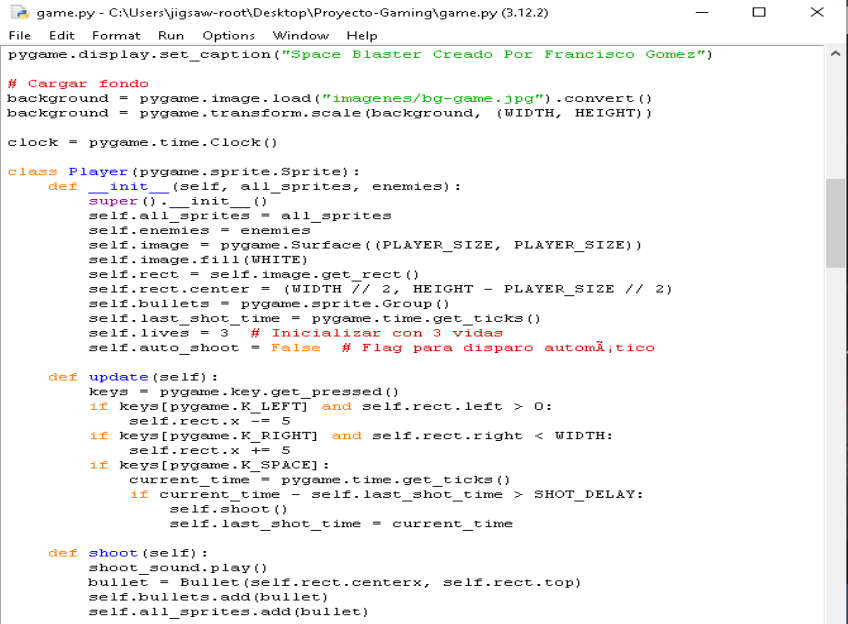 game.py - C:\Users\jigsaw-root\Desktop\Proyecto-Gaming\game.py (3.12.2)
File Edit Format Run Options Window Help
pygame.display.set_caption("Space Blaster Creado Por Francisco Gomez")

# Cargar fondo
background = pygame.image.load("imagenes/bg-game.jpg").convert()
background = pygame.transform.scale(background, (WIDTH, HEIGHT))

clock = pygame.time.Clock()

class Player(pygame.sprite.Sprite):
    def __init__(self, all_sprites, enemies):
        super().__init__()
        self.all_sprites = all_sprites
        self.enemies = enemies
        self.image = pygame.Surface((PLAYER_SIZE, PLAYER_SIZE))
        self.image.fill(WHITE)
        self.rect = self.image.get_rect()
        self.rect.center = (WIDTH // 2, HEIGHT - PLAYER_SIZE // 2)
        self.bullets = pygame.sprite.Group()
        self.last_shot_time = pygame.time.get_ticks()
        self.lives = 3  # Inicializar con 3 vidas
        self.auto_shoot = False  # Flag para disparo automÃ¡tico

    def update(self):
        keys = pygame.key.get_pressed()
        if keys[pygame.K_LEFT] and self.rect.left > 0:
            self.rect.x -= 5
        if keys[pygame.K_RIGHT] and self.rect.right < WIDTH:
            self.rect.x += 5
        if keys[pygame.K_SPACE]:
            current_time = pygame.time.get_ticks()
            if current_time - self.last_shot_time > SHOT_DELAY:
                self.shoot()
                self.last_shot_time = current_time

    def shoot(self):
        shoot_sound.play()
        bullet = Bullet(self.rect.centerx, self.rect.top)
        self.bullets.add(bullet)
        self.all_sprites.add(bullet)